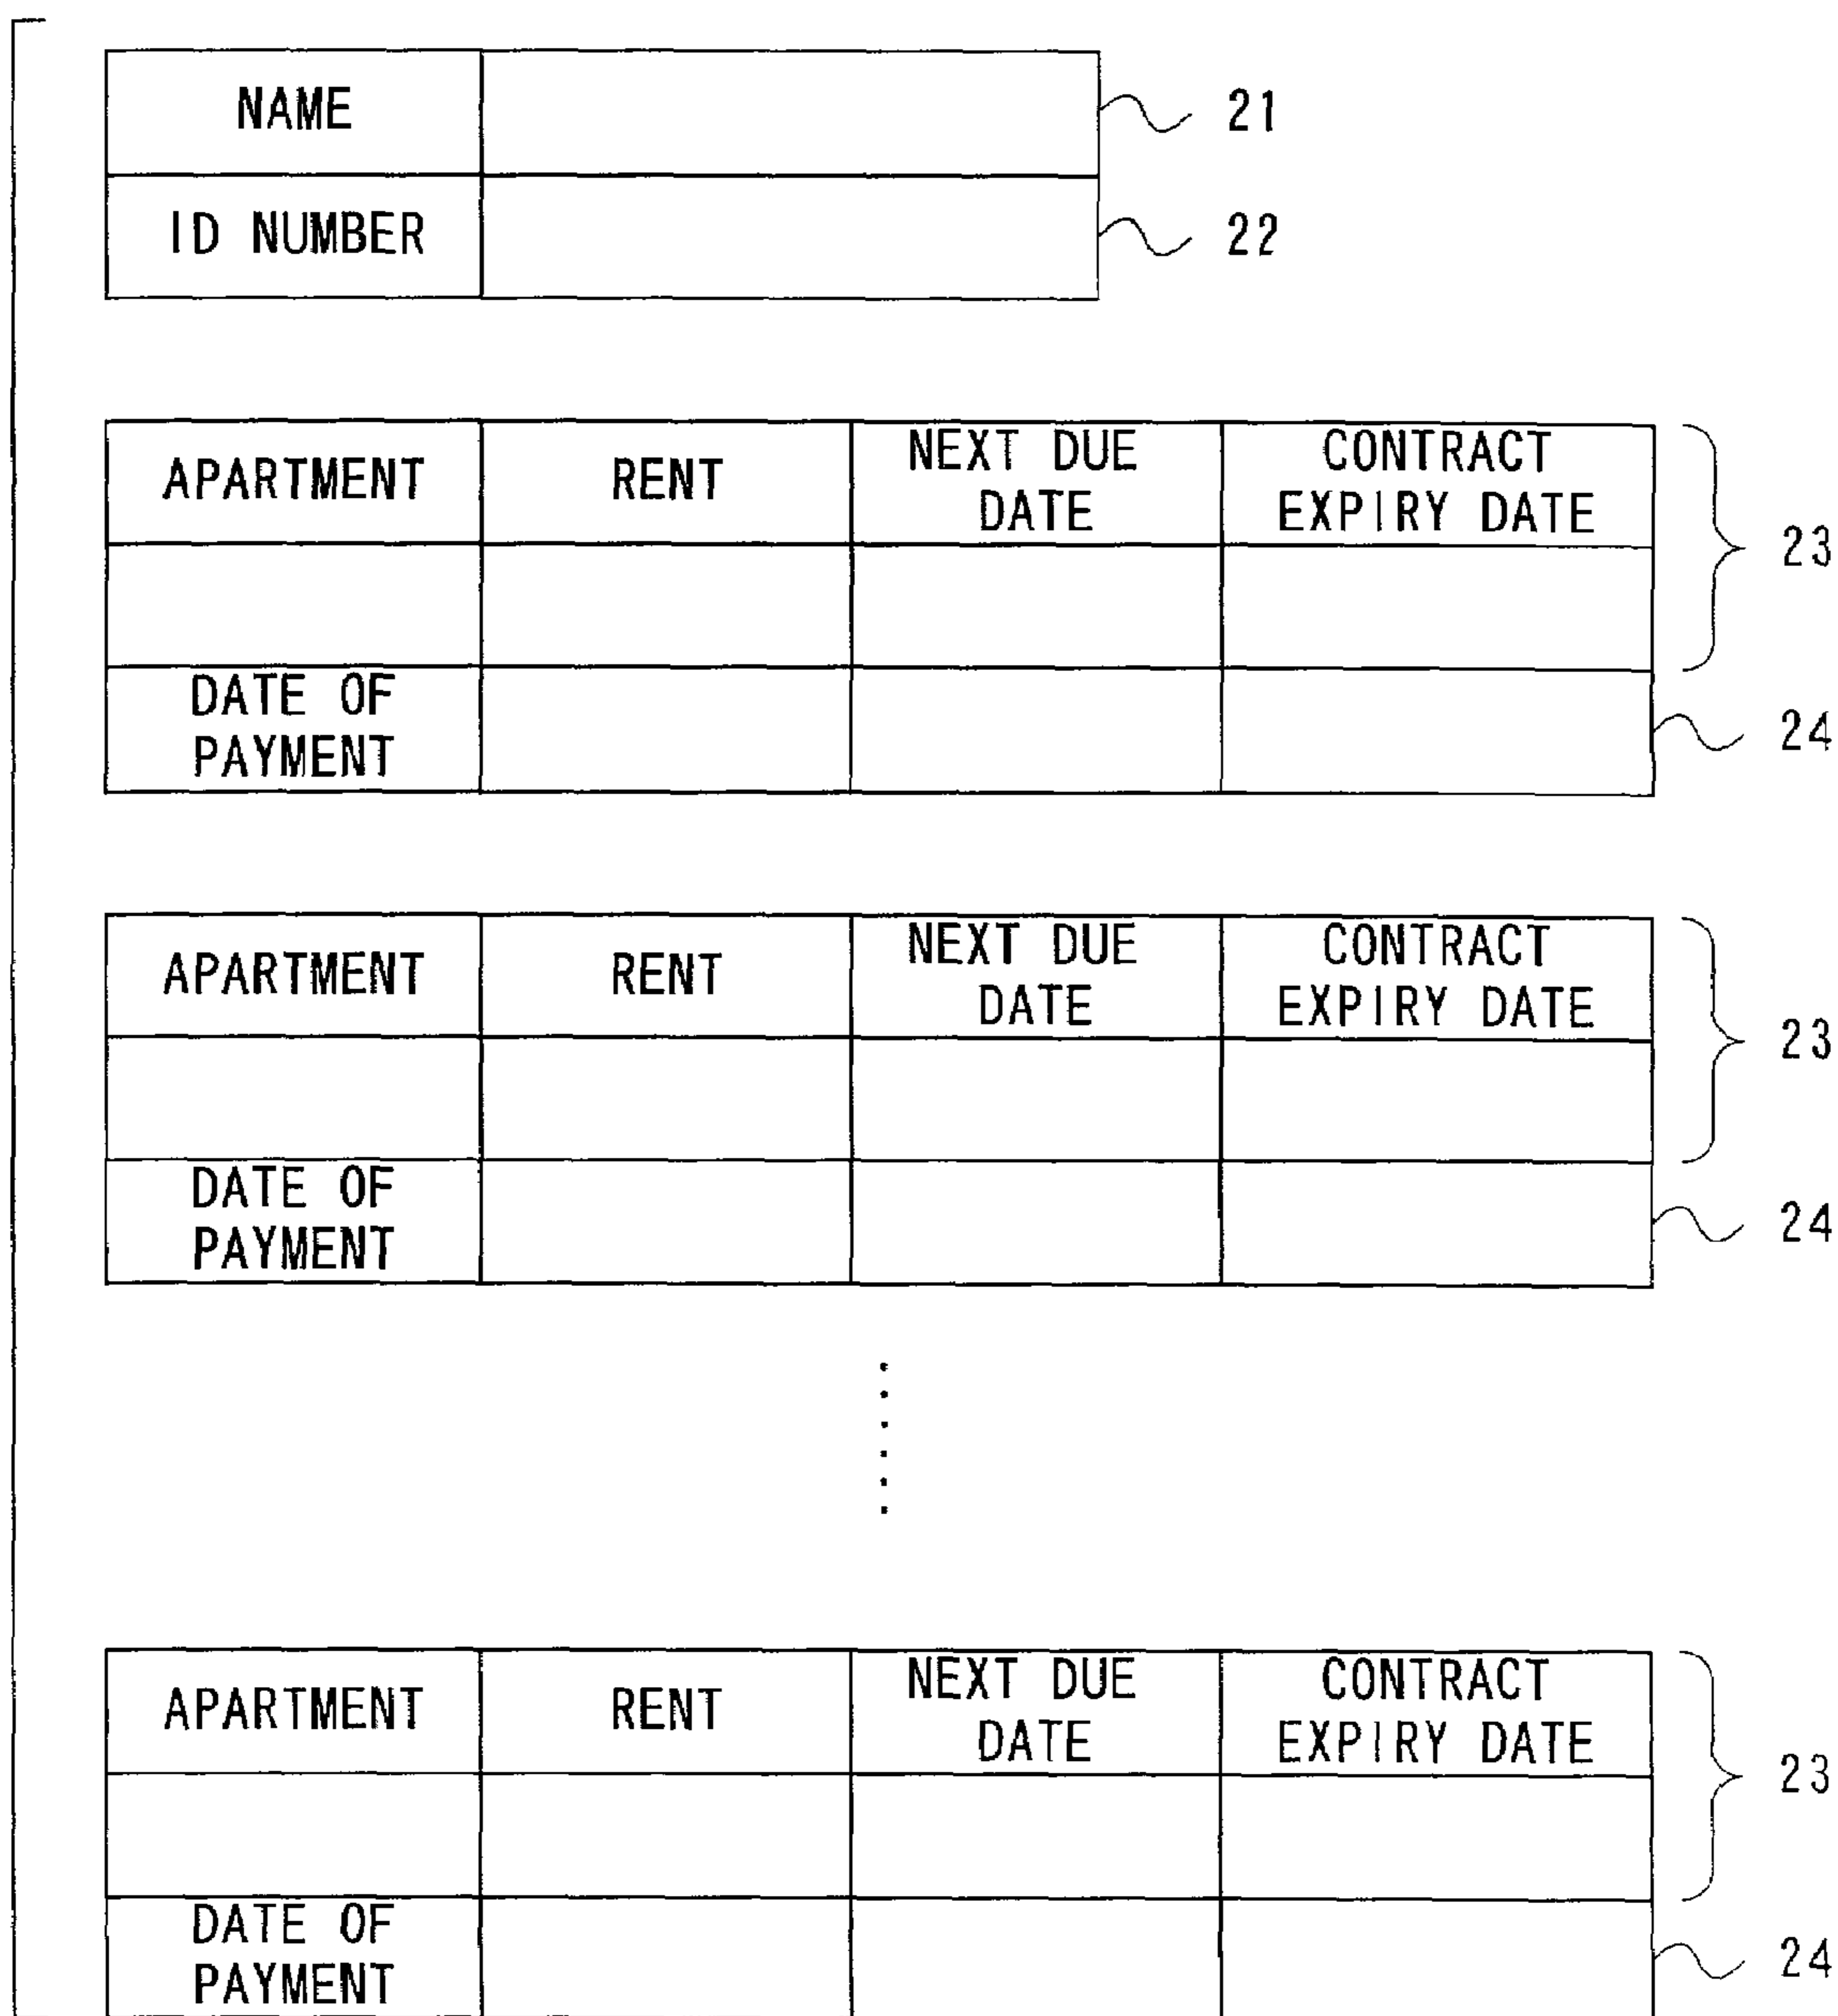 NAME 21
ID NUMBER 22
APARTMENT RENT NEXT DUE DATE CONTRACT EXPIRY DATE 23
DATE OF PAYMENT 24
APARTMENT RENT NEXT DUE DATE CONTRACT EXPIRY DATE 23
DATE OF PAYMENT 24
APARTMENT RENT NEXT DUE DATE CONTRACT EXPIRY DATE 23
DATE OF PAYMENT 24